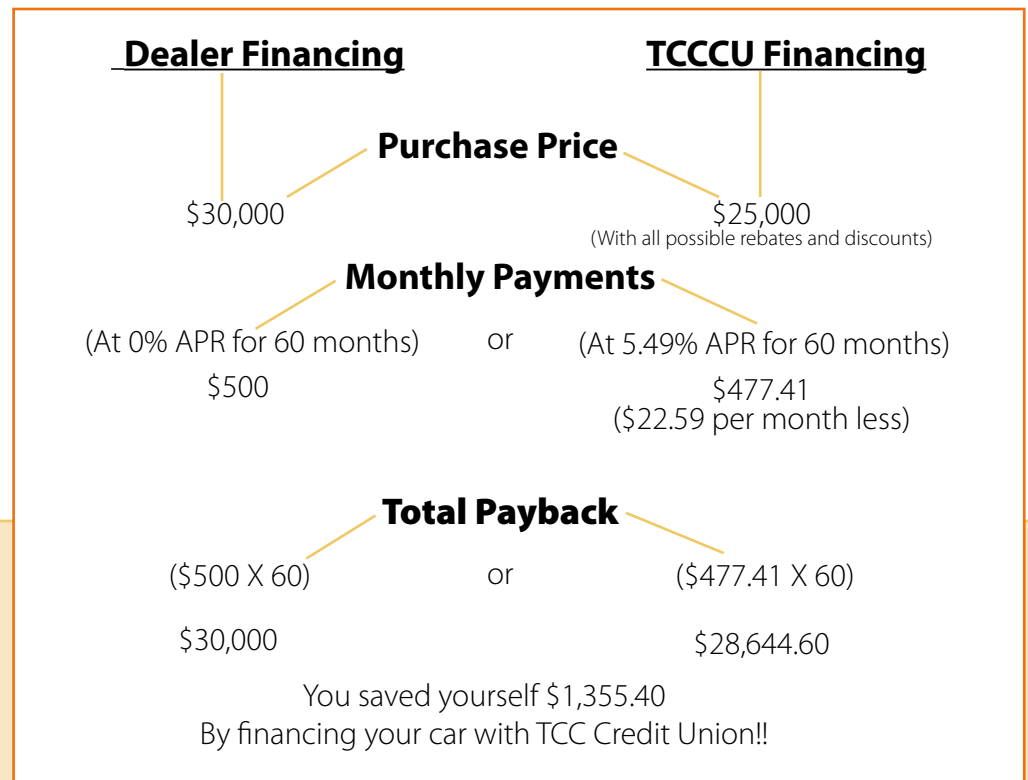 Dealer Financing TCCCU Financing
Purchase Price
$30,000 $25,000
(With all possible rebates and discounts)
Monthly Payments
(At 0% APR for 60 months) or (At 5.49% APR for 60 months)
$500 $477.41
($22.59 per month less)
Total Payback
($500 X 60) or ($477.41 X 60)
$30,000 $28,644.60
You saved yourself $1,355.40
By financing your car with TCC Credit Union!!